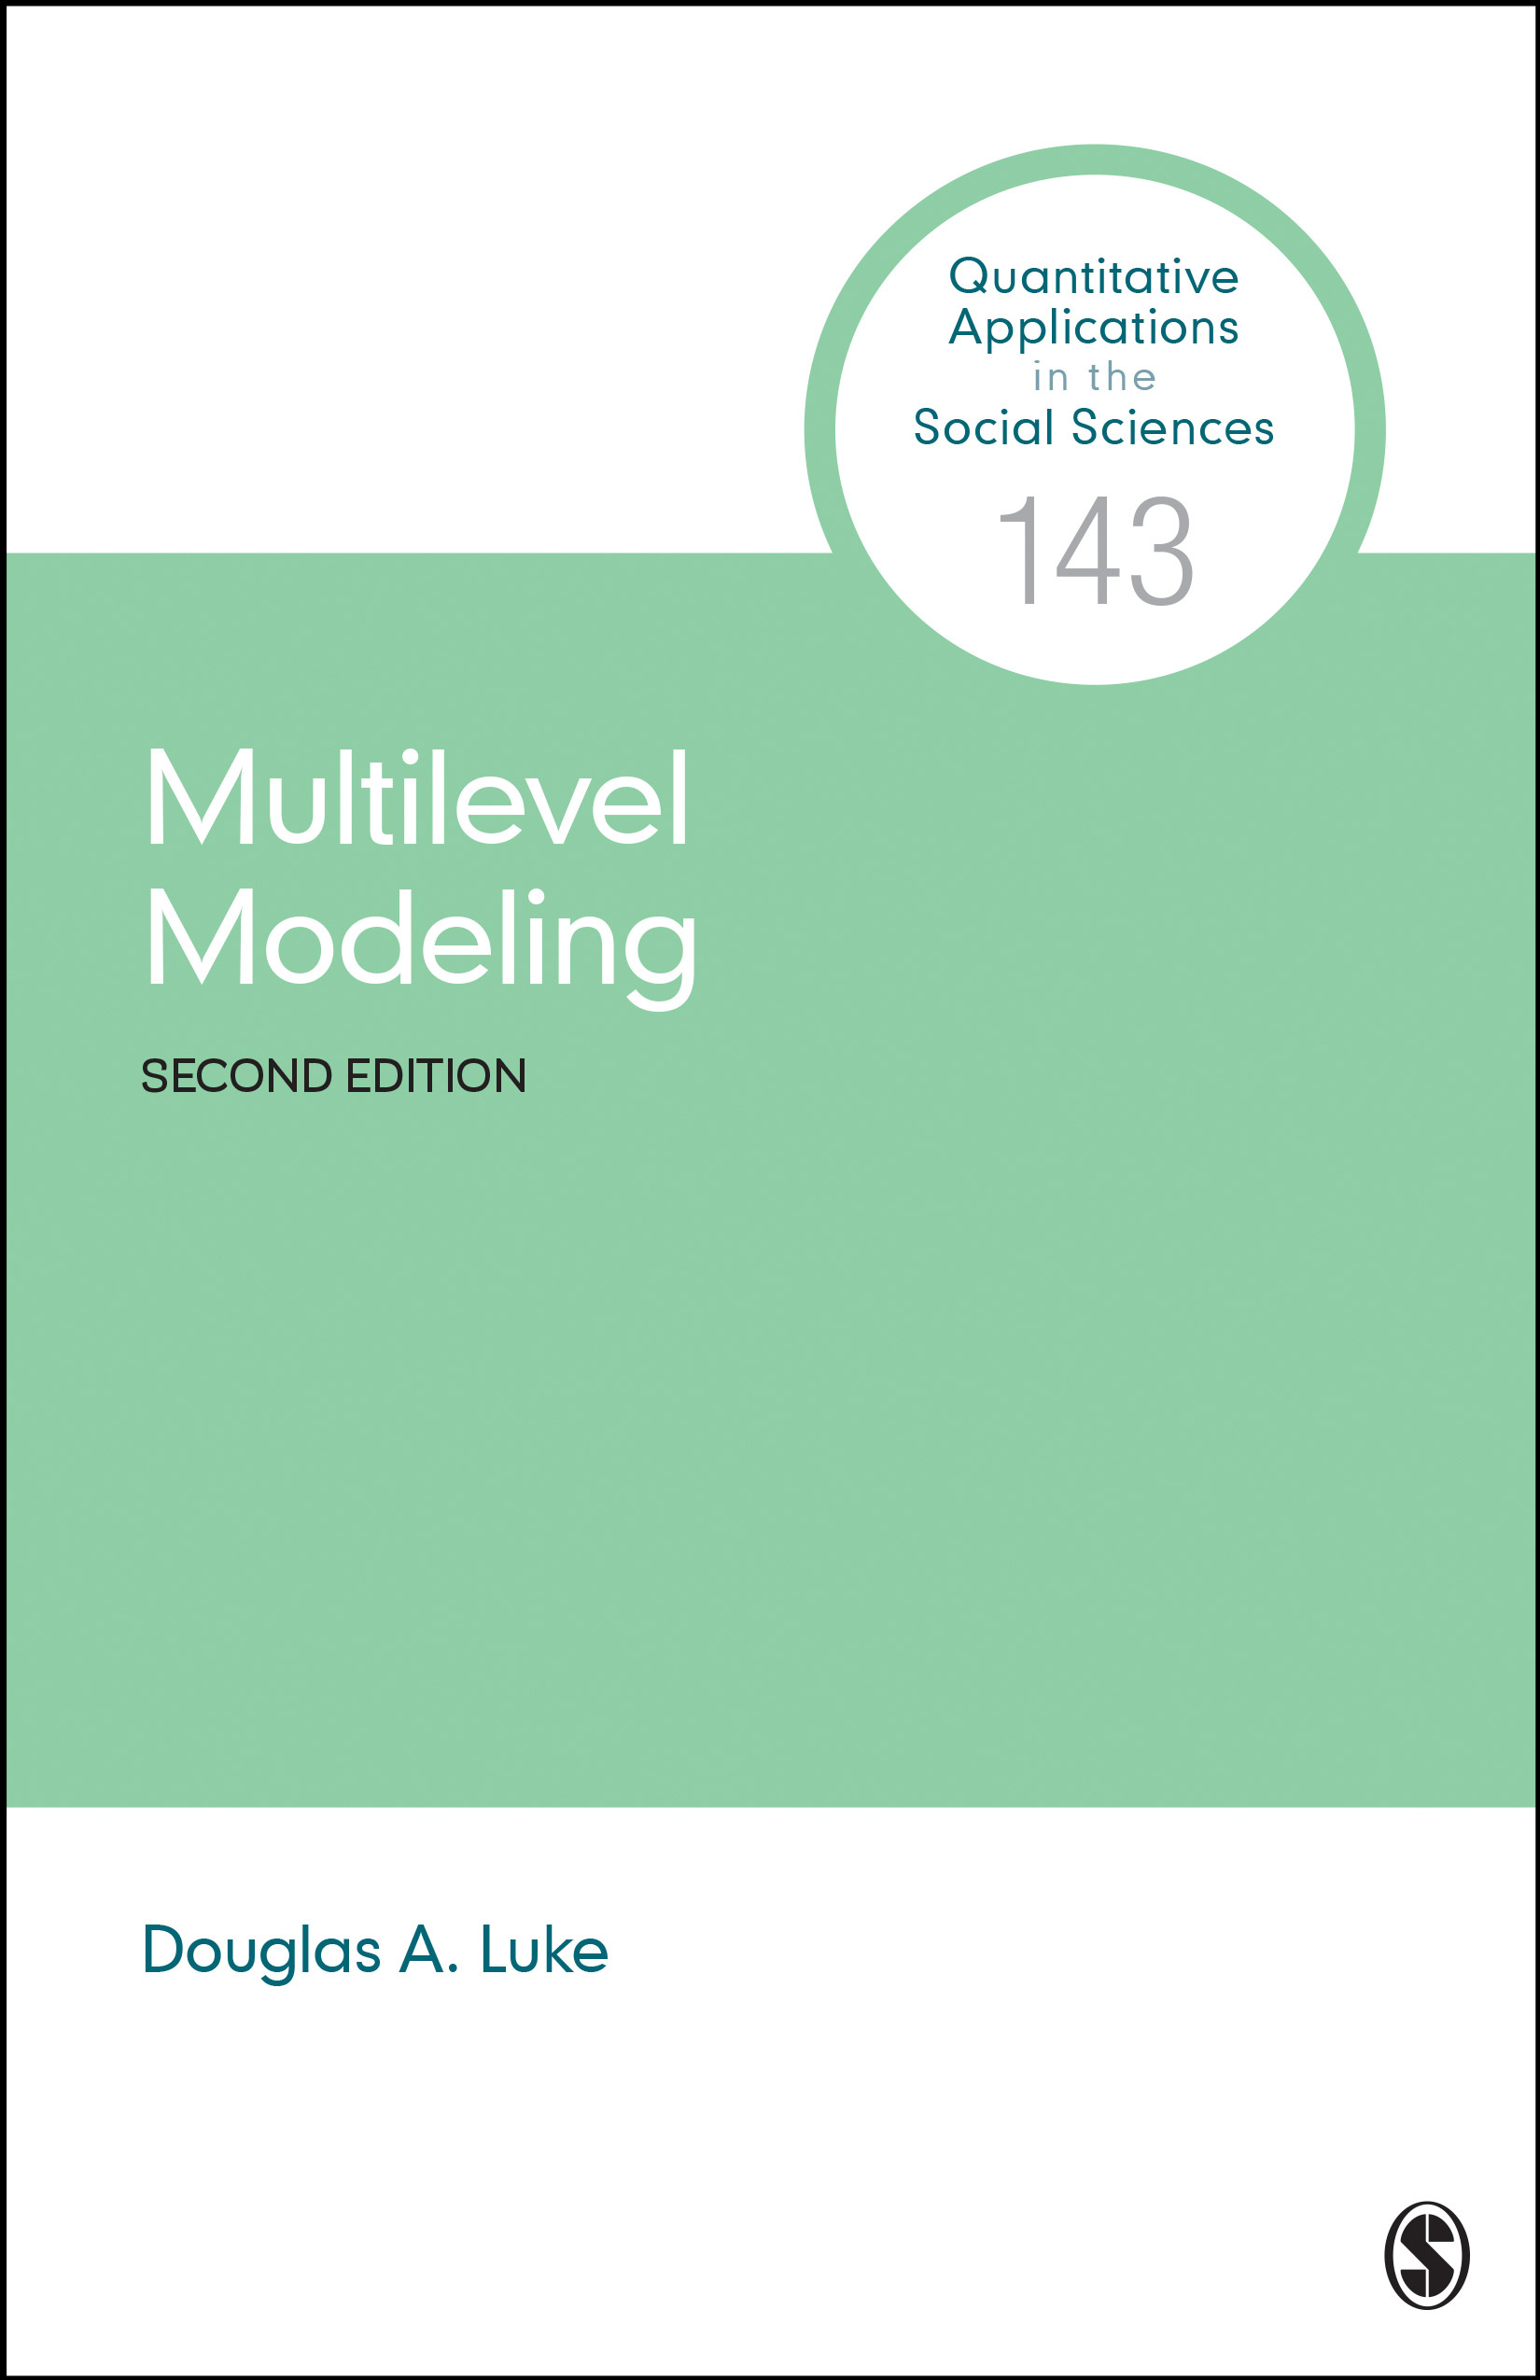 Quantitative
Applications
in the
Social Sciences
143
Multilevel
Modeling
SECOND EDITION
Douglas A. Luke
S